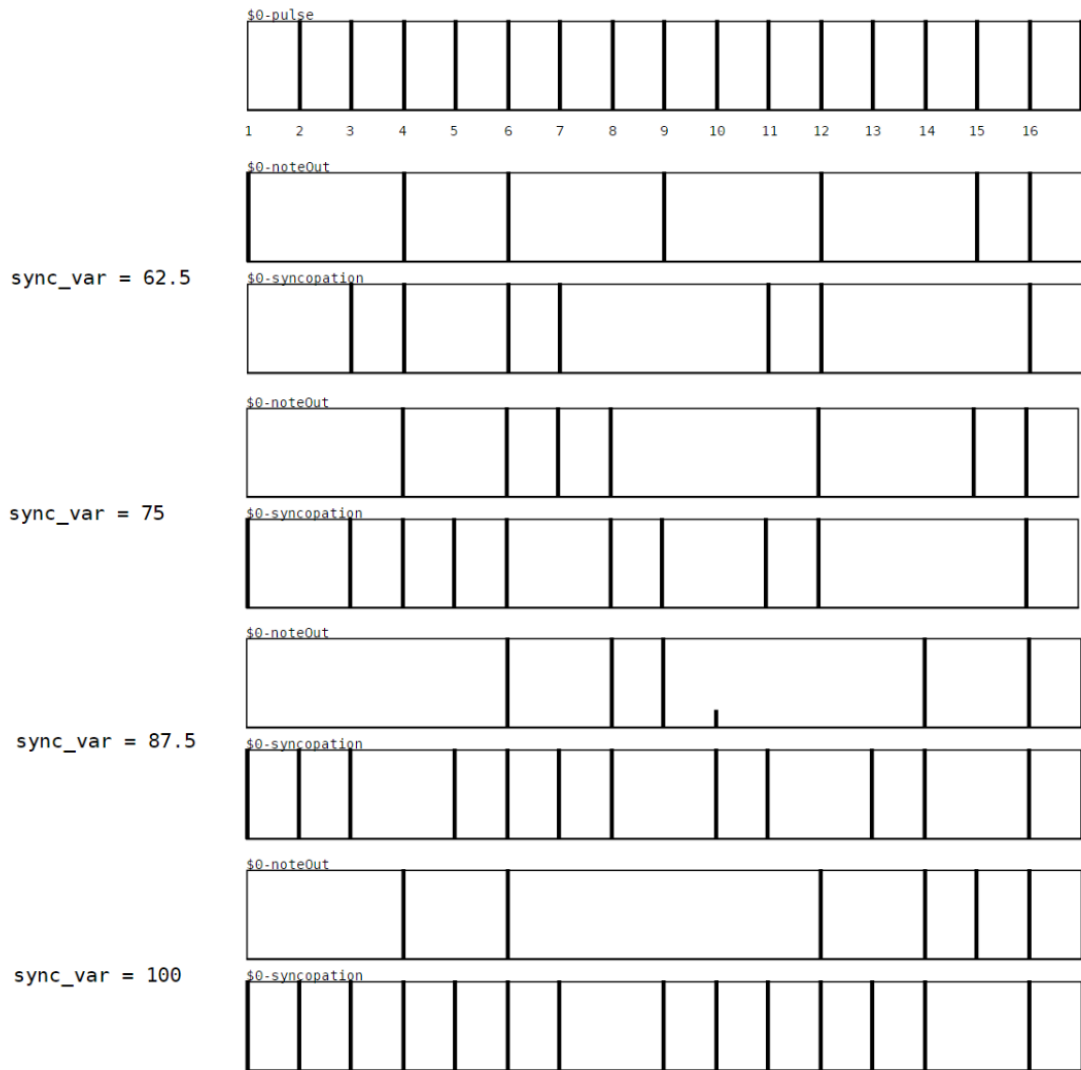 $0-pulse
1 2 3 4 5 6 7 8 9 10 11 12 13 14 15 16
$0-noteOut
sync_var = 62.5
$0-syncopation
$0-noteOut
sync_var = 75
$0-syncopation
$0-noteOut
sync_var = 87.5
$0-syncopation
$0-noteOut
sync_var = 100
$0-syncopation